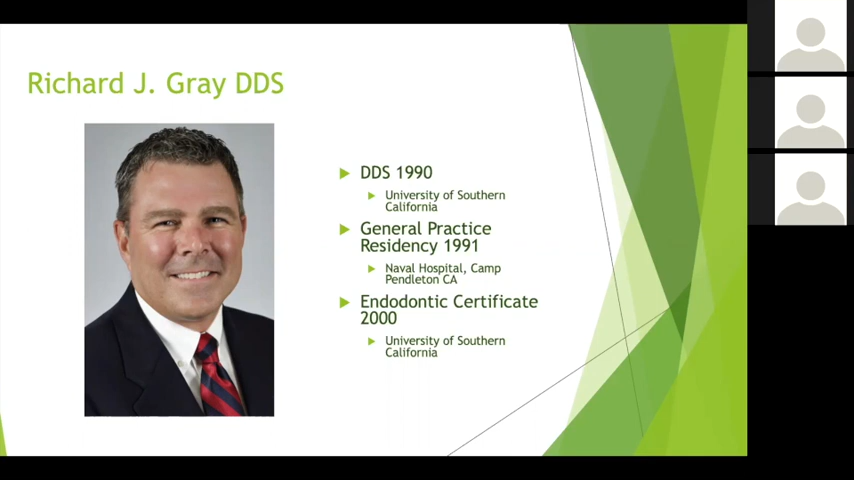 Richard J. Gray DDS
DDS 1990
University of Southern
California
General Practice
Residency 1991
Naval Hospital, Camp
Pendleton CA
Endodontic Certificate
2000
University of Southern
California